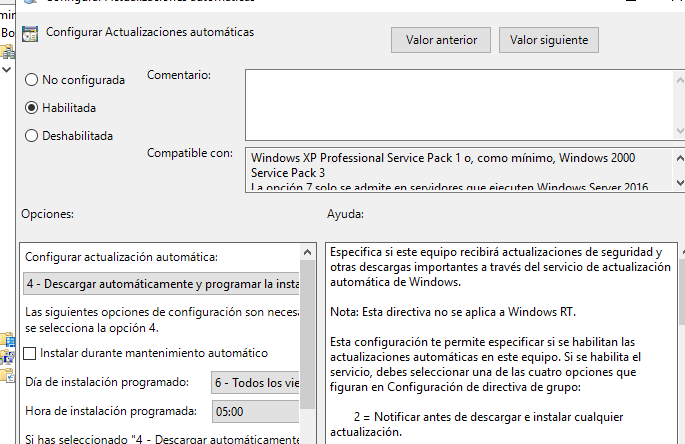 Configurar Actualizaciones automáticas
Configurar Actualizaciones automáticas
Valor anterior
Valor siguiente
No configurada
Comentario:
Habilitada
Deshabilitada
Compatible con:
Windows XP Professional Service Pack 1 o, como mínimo, Windows 2000
Service Pack 3
La opción 7 solo se admite en servidores que ejecuten Windows Server 2016
Opciones:
Ayuda:
Configurar actualización automática:
4 - Descargar automáticamente y programar la insta
Las siguientes opciones de configuración son neces
se selecciona la opción 4.
Instalar durante mantenimiento automático
Día de instalación programado:
6 - Todos los vie
Hora de instalación programada:
05:00
Si has seleccionado "4 – Descargar automáticamente
Especifica si este equipo recibirá actualizaciones de seguridad y
otras descargas importantes a través del servicio de actualización
automática de Windows.
Nota: Esta directiva no se aplica a Windows RT.
Esta configuración te permite especificar si se habilitan las
actualizaciones automáticas en este equipo. Si se habilita el
servicio, debes seleccionar una de las cuatro opciones que
figuran en Configuración de directiva de grupo:
2 = Notificar antes de descargar e instalar cualquier
actualización.